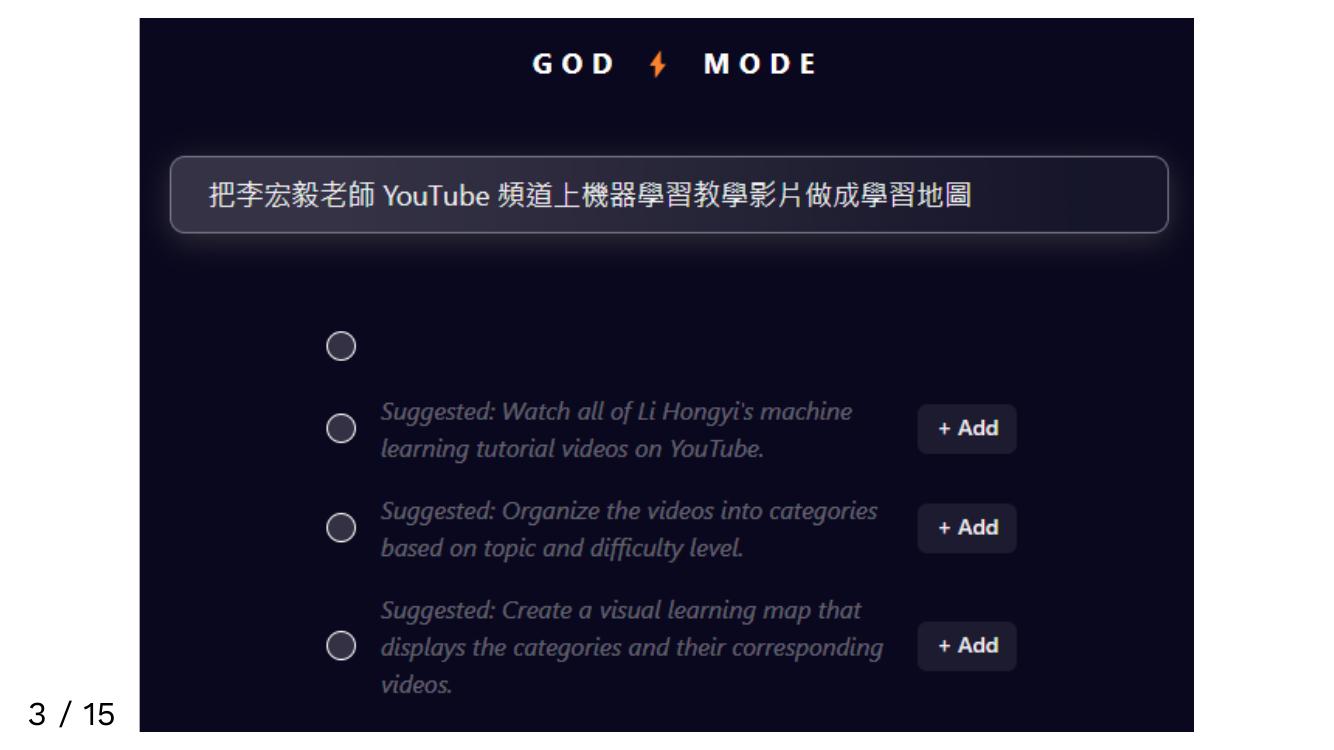 GOD MODE
把李宏毅老師 YouTube 頻道上機器學習教學影片做成學習地圖
Suggested: Watch all of Li Hongyi's machine
learning tutorial videos on YouTube.
+ Add
Suggested: Organize the videos into categories
based on topic and difficulty level.
+ Add
Suggested: Create a visual learning map that
displays the categories and their corresponding
videos.
+ Add
3 / 15